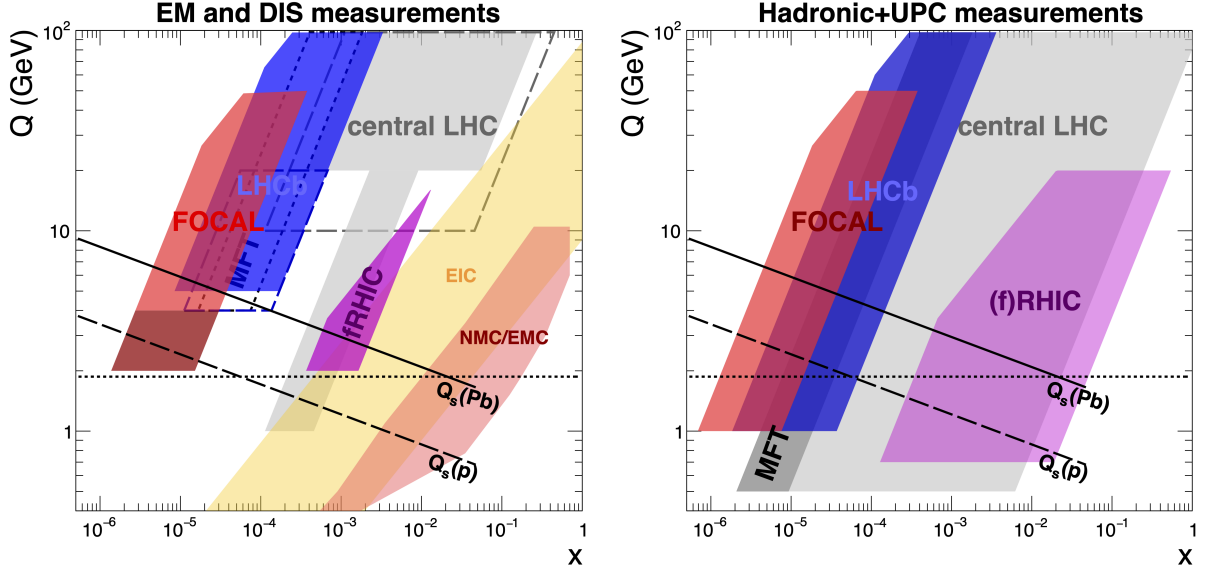 EM and DIS measurements
Q (GeV)
10²
10
1
central LHC
LHCb
FOCAL
MFT
fRHIC
EIC
NMC/EMC
Qₛ(Pb)
Qₛ(p)
10⁻⁶ 10⁻⁵ 10⁻⁴ 10⁻³ 10⁻² 10⁻¹ 1
x
Hadronic+UPC measurements
Q (GeV)
10²
10
1
central LHC
LHCb
FOCAL
(f)RHIC
MFT
Qₛ(Pb)
Qₛ(p)
10⁻⁶ 10⁻⁵ 10⁻⁴ 10⁻³ 10⁻² 10⁻¹ 1
x